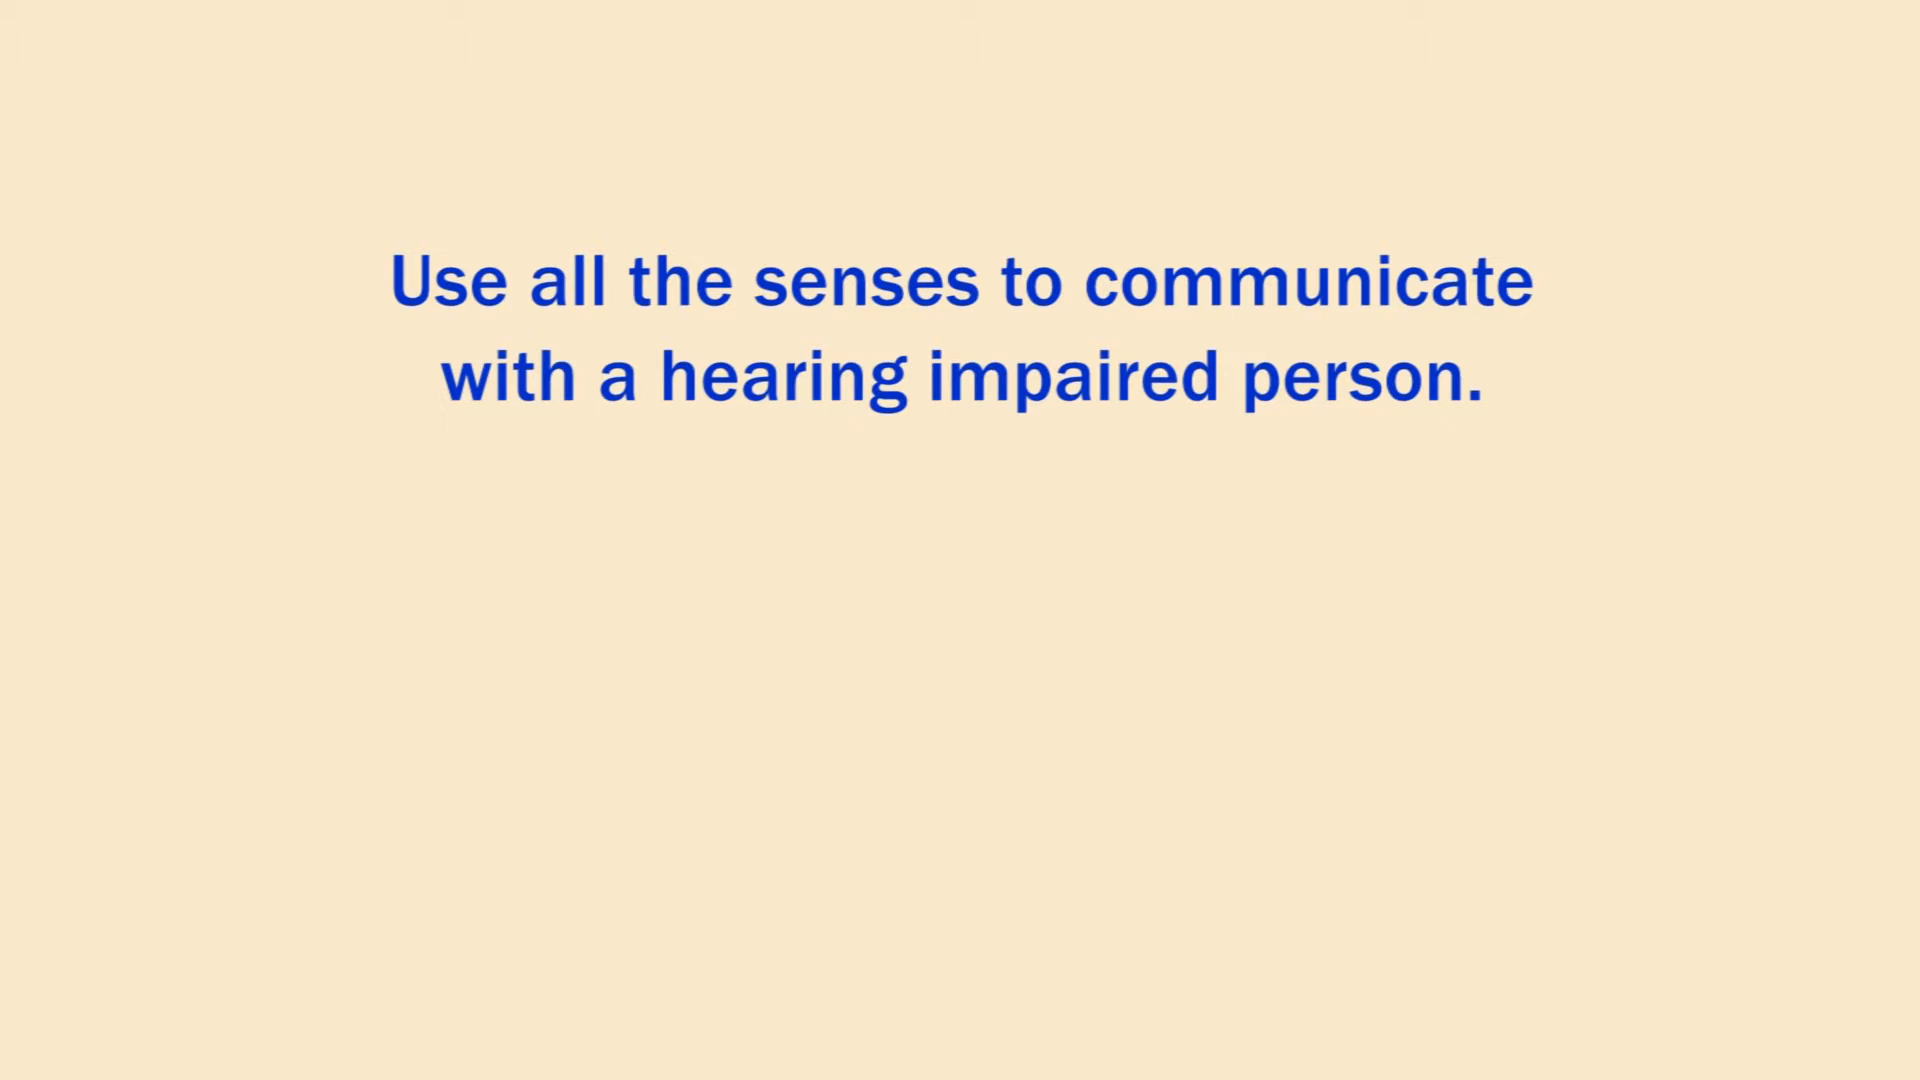 Use all the senses to communicate
with a hearing impaired person.